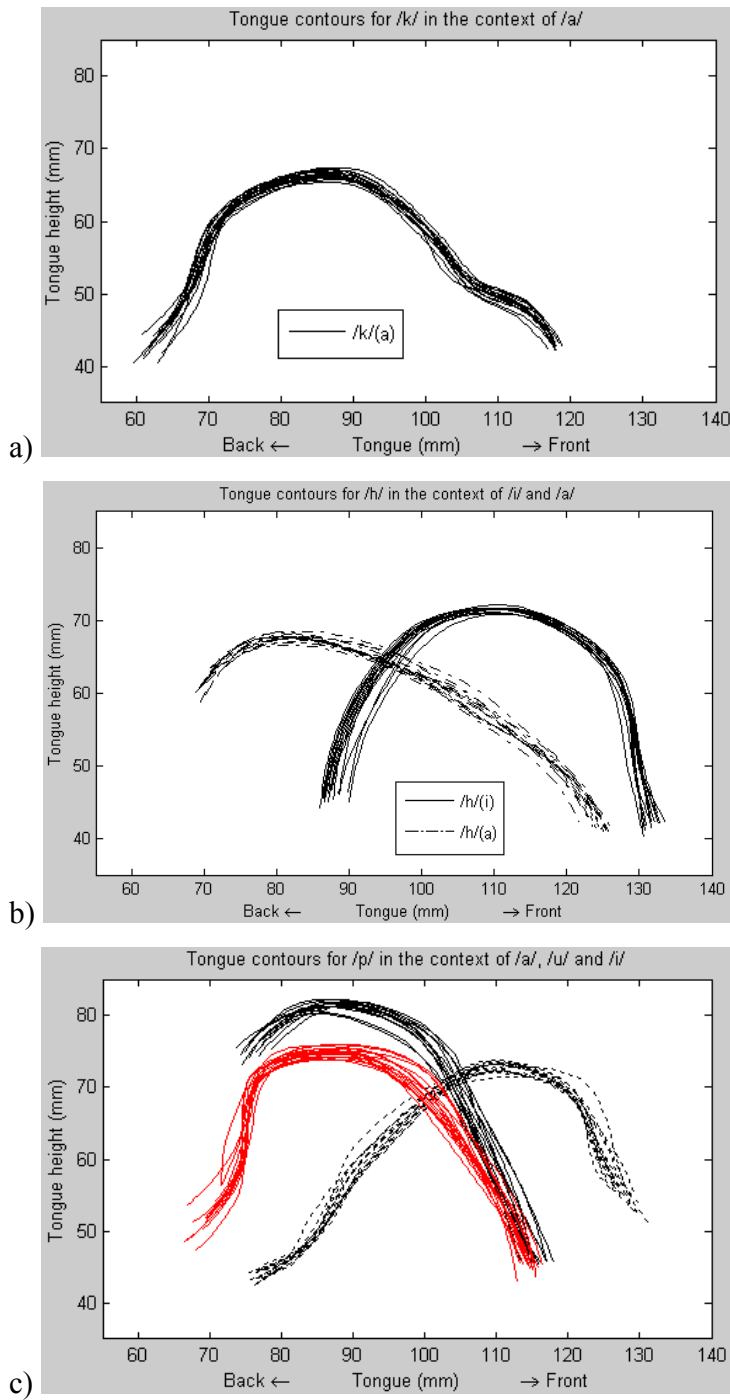 Tongue contours for /k/ in the context of /a/
80
70
60
50
40
Tongue height (mm)
/k/(a)
60 70 80 90 100 110 120 130 140
Back ← Tongue (mm) → Front
a)
Tongue contours for /h/ in the context of /i/ and /a/
80
70
60
50
40
Tongue height (mm)
/h/(i)
/h/(a)
60 70 80 90 100 110 120 130 140
Back ← Tongue (mm) → Front
b)
Tongue contours for /p/ in the context of /a/, /u/ and /i/
80
70
60
50
40
Tongue height (mm)
60 70 80 90 100 110 120 130 140
Back ← Tongue (mm) → Front
c)